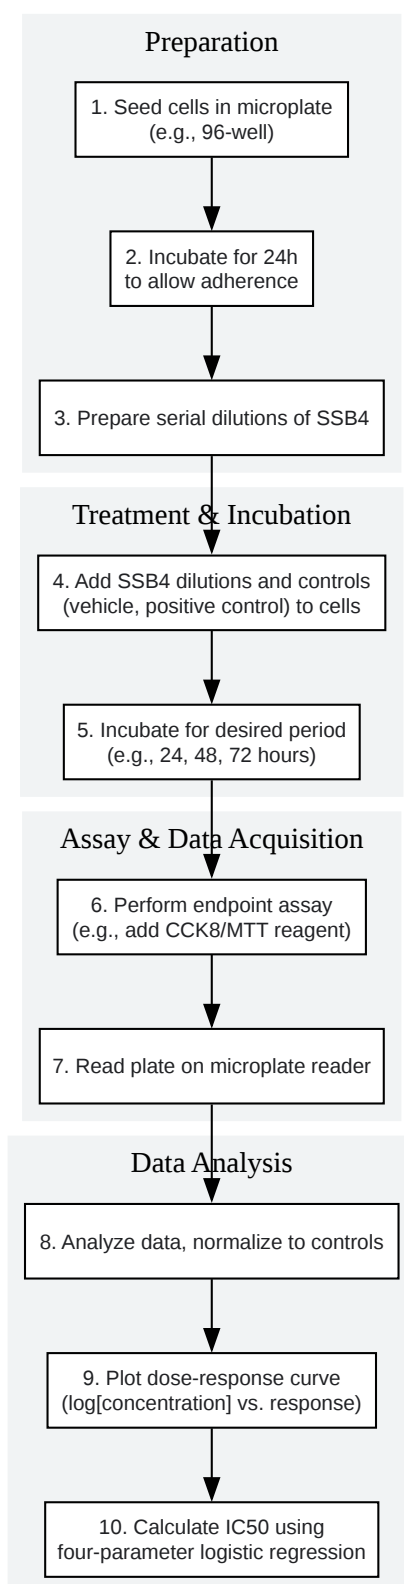 Preparation
1. Seed cells in microplate
(e.g., 96-well)
2. Incubate for 24h
to allow adherence
3. Prepare serial dilutions of SSB4
Treatment & Incubation
4. Add SSB4 dilutions and controls
(vehicle, positive control) to cells
5. Incubate for desired period
(e.g., 24, 48, 72 hours)
Assay & Data Acquisition
6. Perform endpoint assay
(e.g., add CCK8/MTT reagent)
7. Read plate on microplate reader
Data Analysis
8. Analyze data, normalize to controls
9. Plot dose-response curve
(log[concentration] vs. response)
10. Calculate IC50 using
four-parameter logistic regression